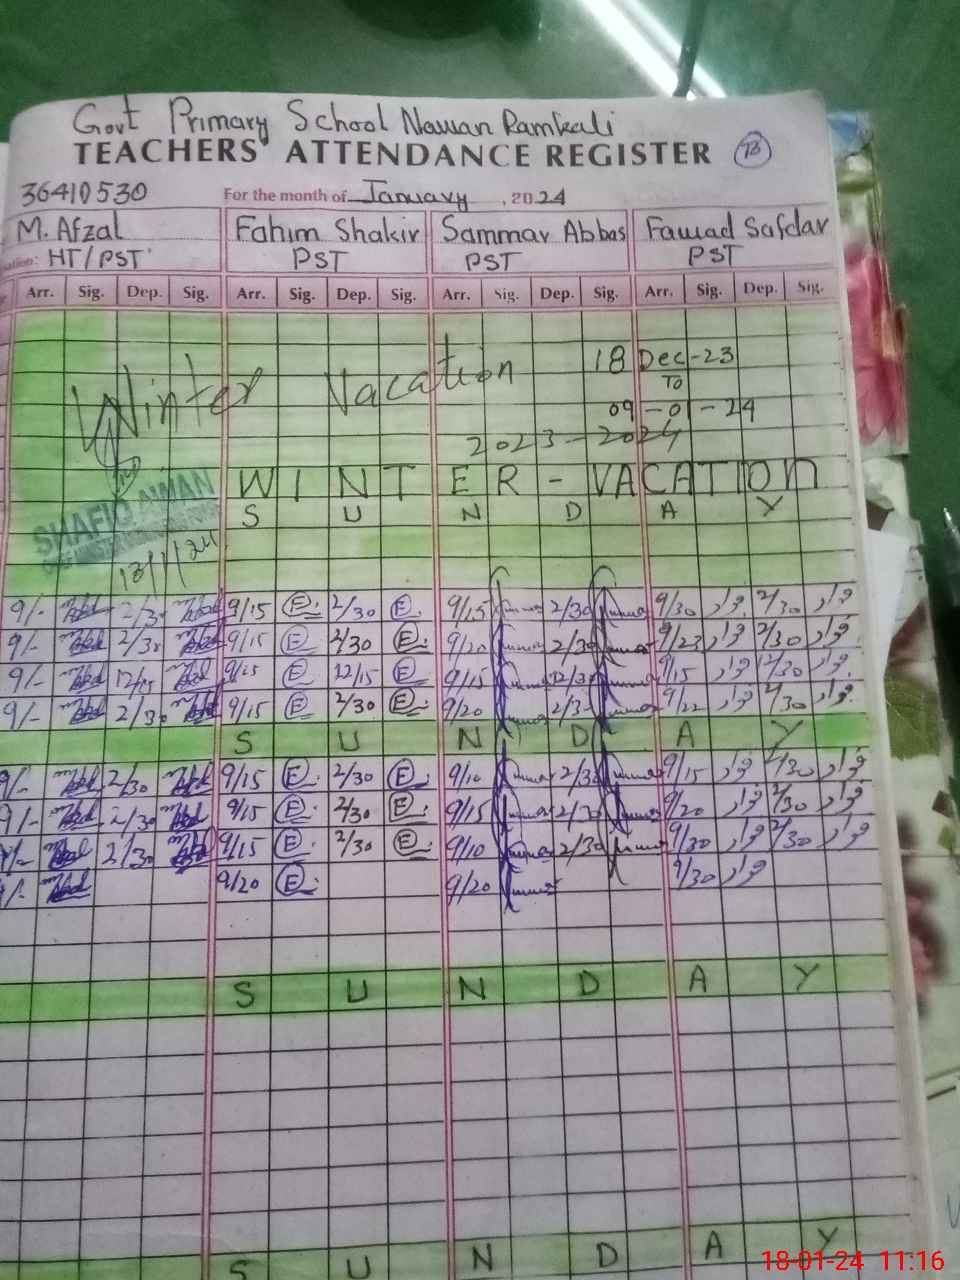 Govt Primary School Nawan Ramkali
TEACHERS' ATTENDANCE REGISTER 73
36410530 For the month of January, 2024
M. Afzal Fahim Shakir Sammar Abbas Fawad Safdar
HT/PST PST PST PST
Arr. Sig. Dep. Sig. Arr. Sig. Dep. Sig. Arr. Sig. Dep. Sig. Arr. Sig. Dep. Sig.
18 Dec-23
Winter Vacation TO
09-01-24
2023-2024
WINTER-VACATION
SUNDAY
SHAFIQ AWAN
13/1/24
9/- 2/30 9/15 E 2/30 E 9/15 2/30 9/30 2/30
9/- 2/30 9/15 E 2/30 E 9/20 2/30 9/23 2/30
9/- 12/15 9/15 E 12/15 E 9/15 12/30 9/15 12/30
9/- 2/30 9/15 E 2/30 E 9/20 2/30 9/22 2/30
SUNDAY
9/- 2/30 9/15 E 2/30 E 9/10 2/30 9/15 2/30
9/- 2/30 9/15 E 2/30 E 9/15 2/30 9/20 2/30
9/- 2/30 9/15 E 2/30 E 9/10 2/30 9/30 2/30
9/- 9/20 E 9/20 9/30
SUNDAY
SUNDAY
18-01-24 11:16